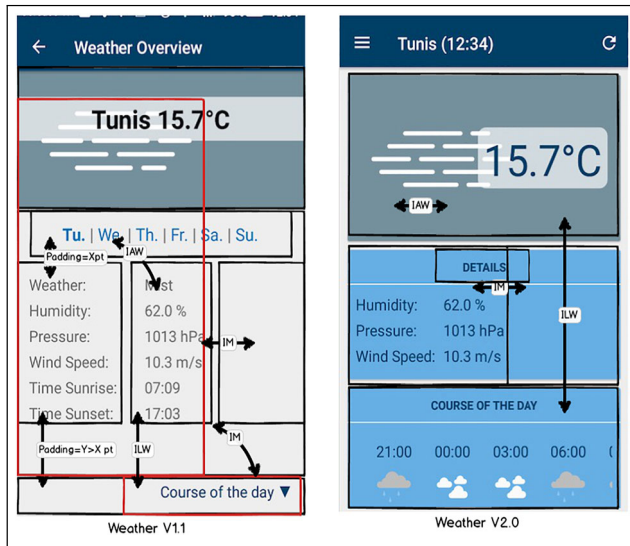 Weather Overview
Tunis 15.7°C
Tu. | We. | Th. | Fr. | Sa. | Su.
Padding=Xpt
IAW
Weather:
Humidity: 62.0 %
Pressure: 1013 hPa
IM
Wind Speed: 10.3 m/s
Time Sunrise: 07:09
Time Sunset: 17:03
Padding=Y>X pt
ILW
IM
Course of the day ▼
Weather V1.1
Tunis (12:34)
15.7°C
IAW
DETAILS
IM
Humidity: 62.0 %
ILW
Pressure: 1013 hPa
Wind Speed: 10.3 m/s
COURSE OF THE DAY
21:00 00:00 03:00 06:00
Weather V2.0